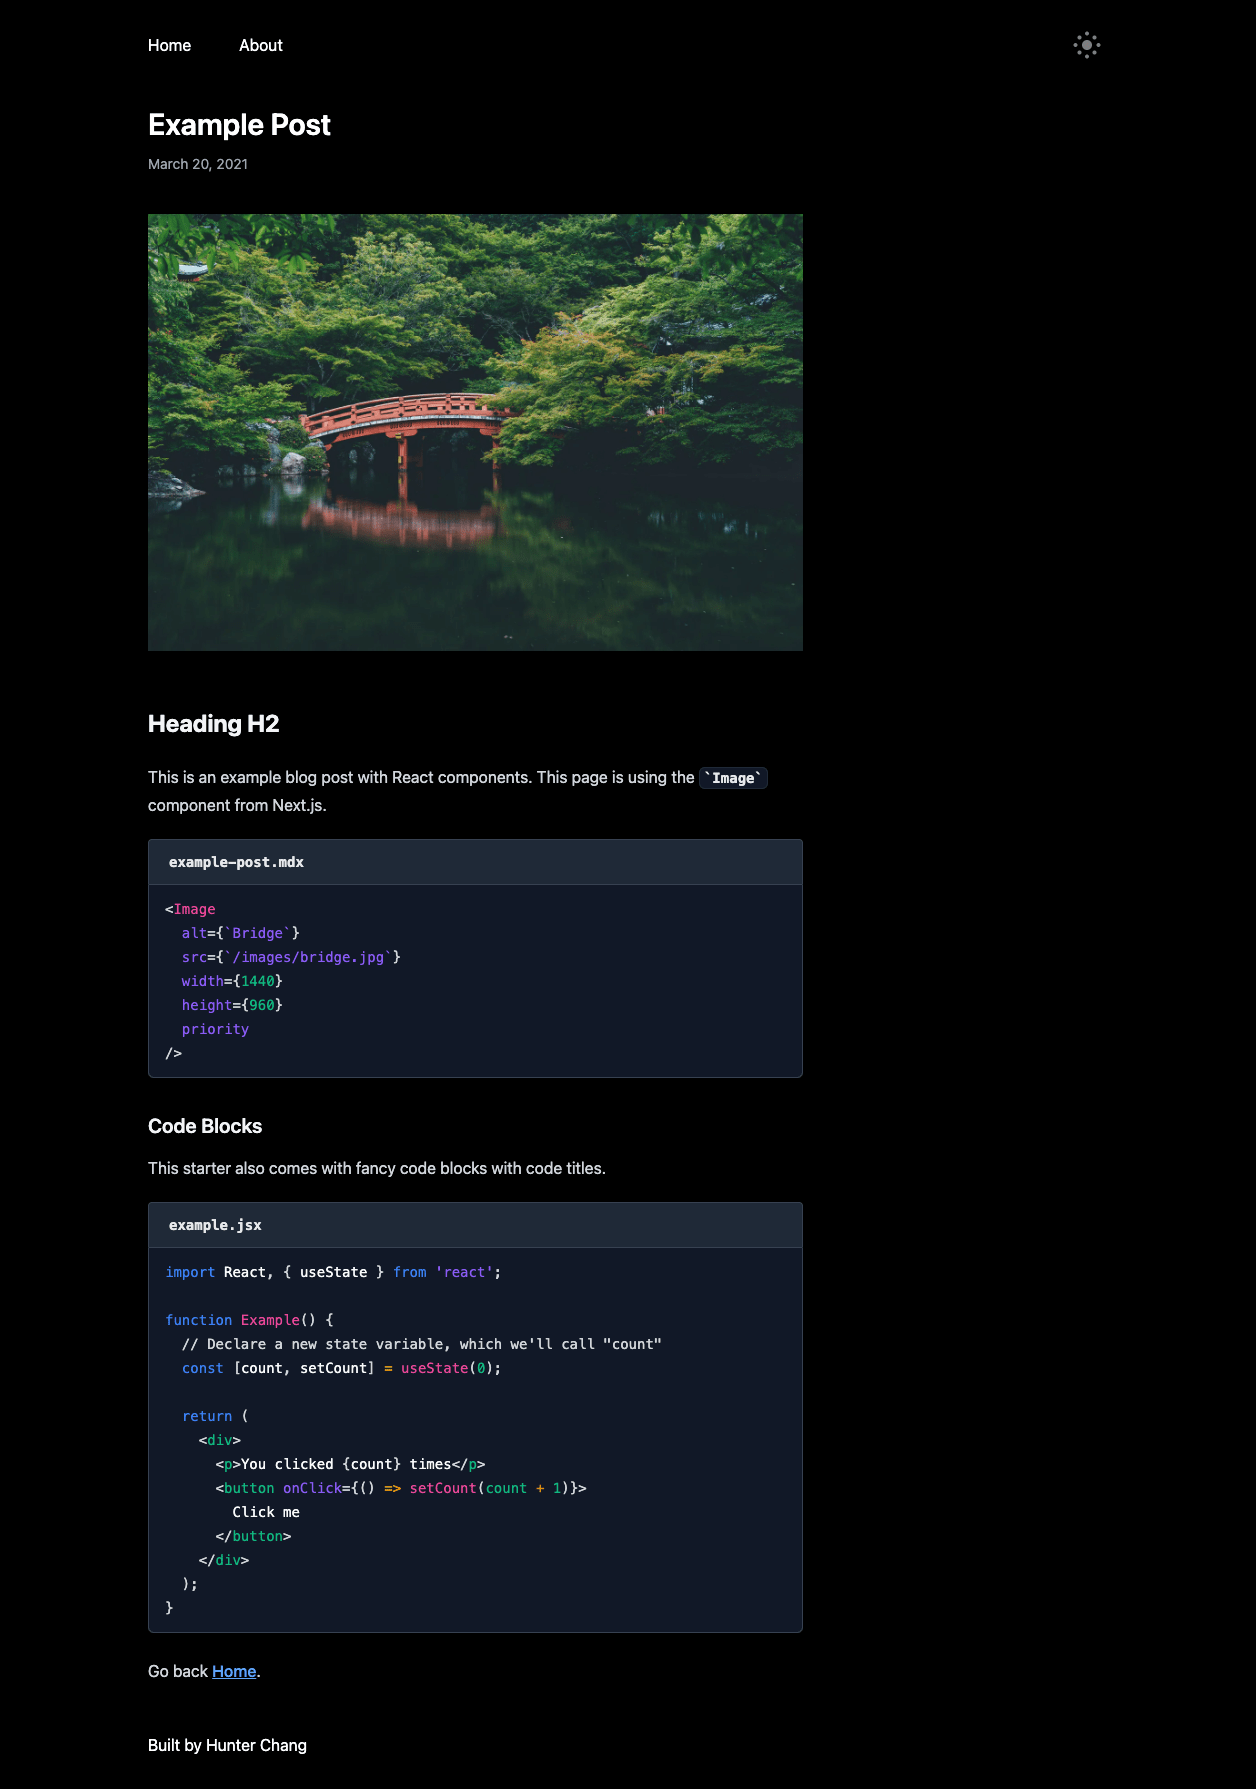 Home About
Example Post
March 20, 2021
Heading H2
This is an example blog post with React components. This page is using the `Image`
component from Next.js.
example-post.mdx
<Image
  alt={`Bridge`}
  src={`/images/bridge.jpg`}
  width={1440}
  height={960}
  priority
/>
Code Blocks
This starter also comes with fancy code blocks with code titles.
example.jsx
import React, { useState } from 'react';
function Example() {
  // Declare a new state variable, which we'll call "count"
  const [count, setCount] = useState(0);
  return (
    <div>
      <p>You clicked {count} times</p>
      <button onClick={() => setCount(count + 1)}>
        Click me
      </button>
    </div>
  );
}
Go back Home.
Built by Hunter Chang